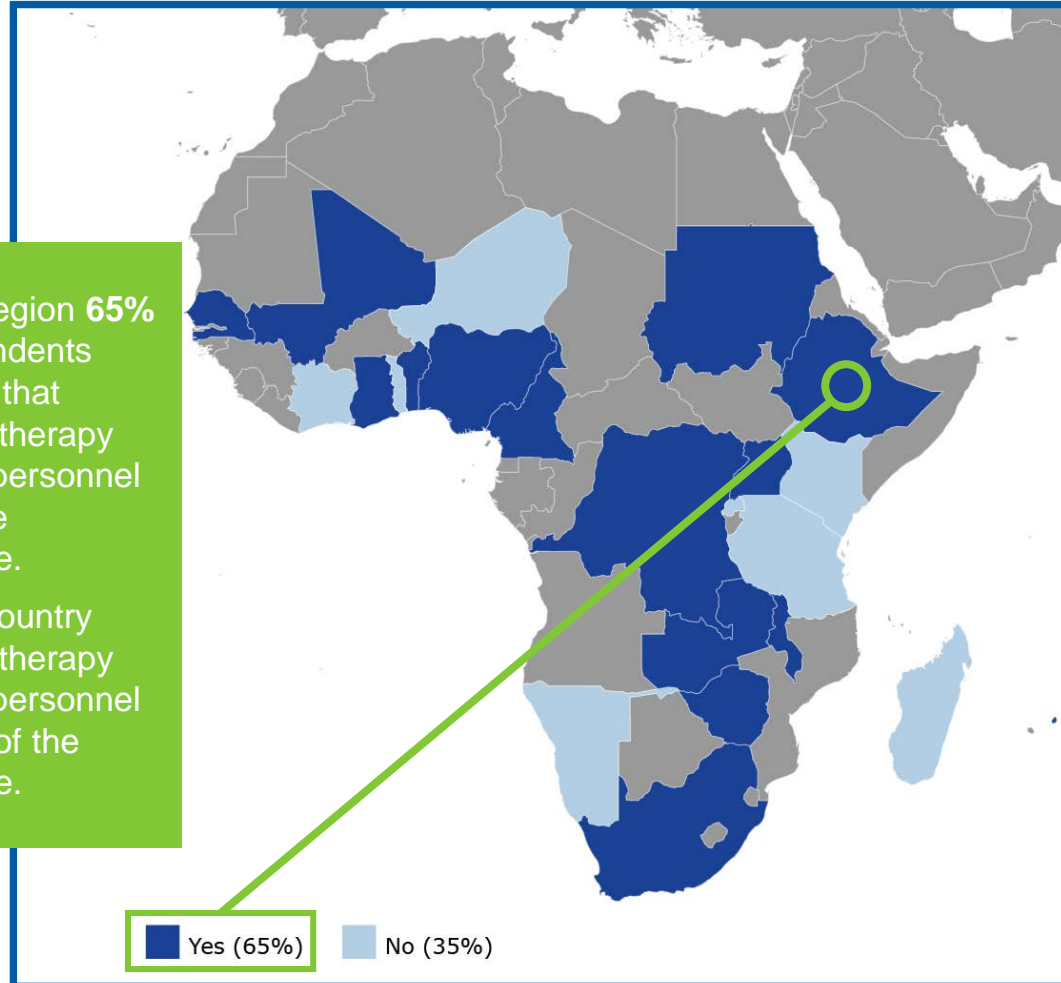 egion 65%
ndents
that
therapy
personnel
e
e.
ountry
therapy
personnel
of the
e.
Yes (65%)
No (35%)